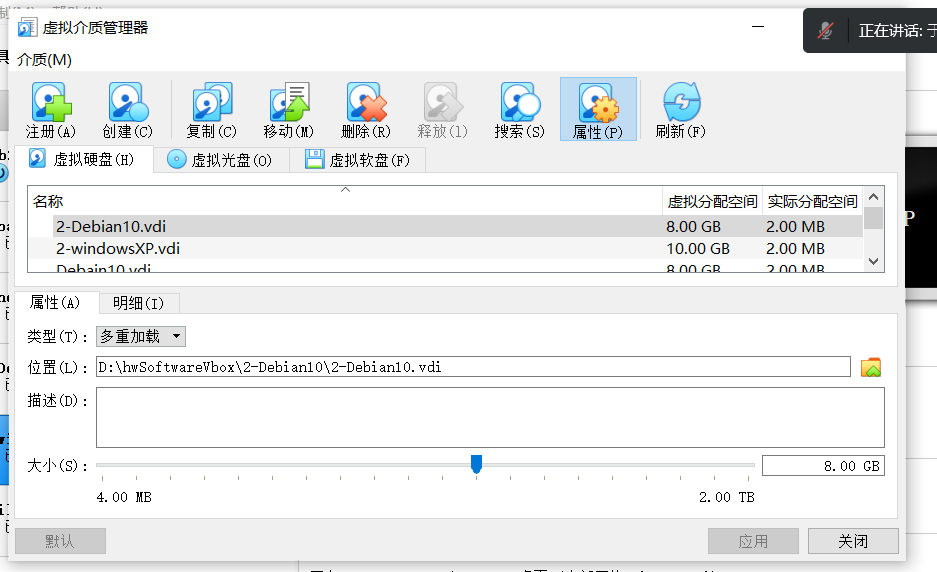 虚拟介质管理器
正在讲话: 于
介质(M)
注册(A) 创建(C) 复制(C) 移动(M) 删除(R) 释放(l) 搜索(S) 属性(P) 刷新(F)
虚拟硬盘(H) 虚拟光盘(O) 虚拟软盘(F)
名称 虚拟分配空间 实际分配空间
2-Debian10.vdi 8.00 GB 2.00 MB
2-windowsXP.vdi 10.00 GB 2.00 MB
Debain10.vdi 8.00 GB 2.00 MB
属性(A) 明细(I)
类型(T): 多重加载
位置(L): D:\hwSoftwareVbox\2-Debian10\2-Debian10.vdi
描述(D):
大小(S): 8.00 GB
4.00 MB 2.00 TB
默认 应用 关闭